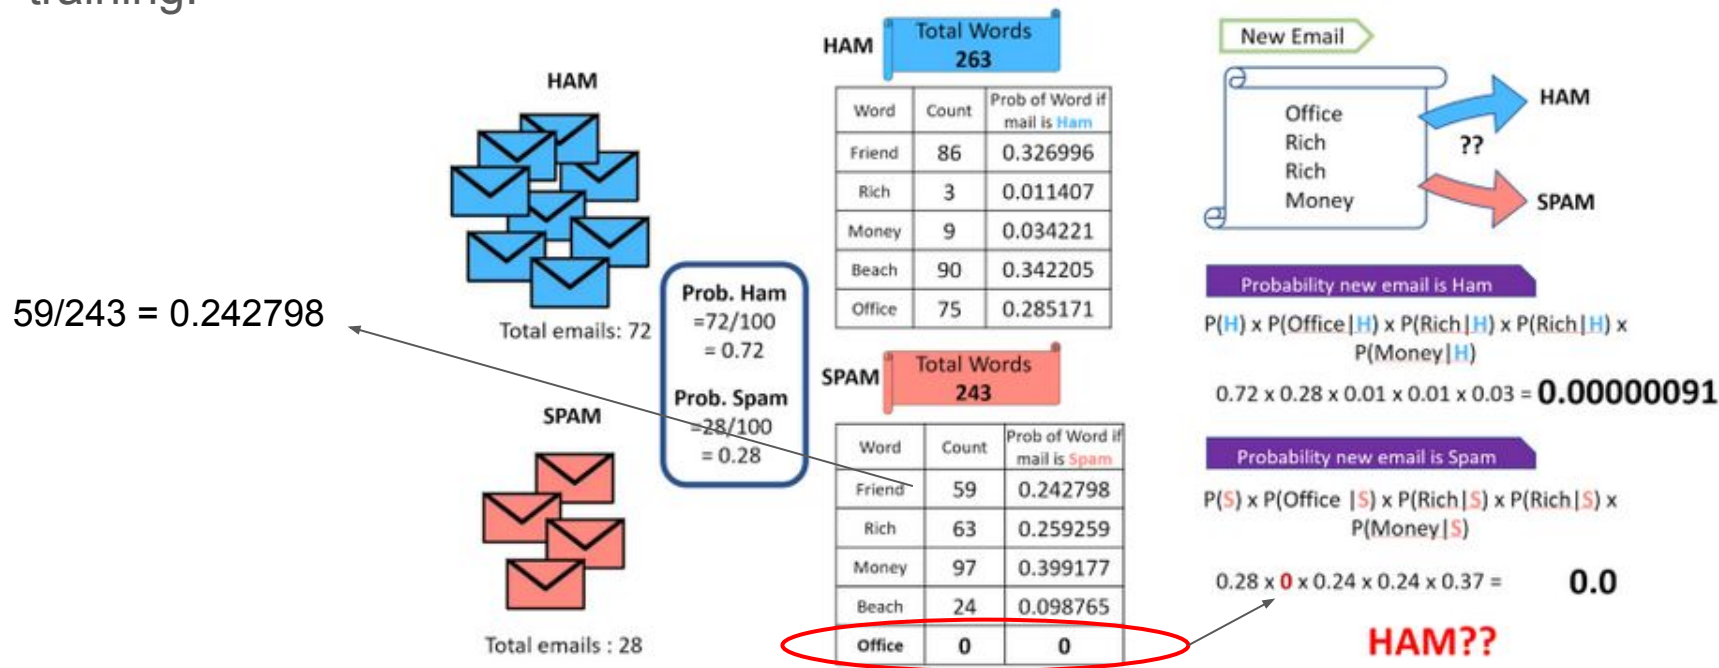 training.
59/243 = 0.242798
HAM
Total emails: 72
SPAM
Total emails : 28
Prob. Ham
=72/100
= 0.72
Prob. Spam
=28/100
= 0.28
HAM
Total Words
263
Word Count Prob of Word if mail is Ham
Friend 86 0.326996
Rich 3 0.011407
Money 9 0.034221
Beach 90 0.342205
Office 75 0.285171
SPAM
Total Words
243
Word Count Prob of Word if mail is Spam
Friend 59 0.242798
Rich 63 0.259259
Money 97 0.399177
Beach 24 0.098765
Office 0 0
New Email
Office
Rich
Rich
Money
HAM
??
SPAM
Probability new email is Ham
P(H) x P(Office|H) x P(Rich|H) x P(Rich|H) x
P(Money|H)
0.72 x 0.28 x 0.01 x 0.01 x 0.03 = 0.00000091
Probability new email is Spam
P(S) x P(Office |S) x P(Rich|S) x P(Rich|S) x
P(Money|S)
0.28 x 0 x 0.24 x 0.24 x 0.37 = 0.0
HAM??